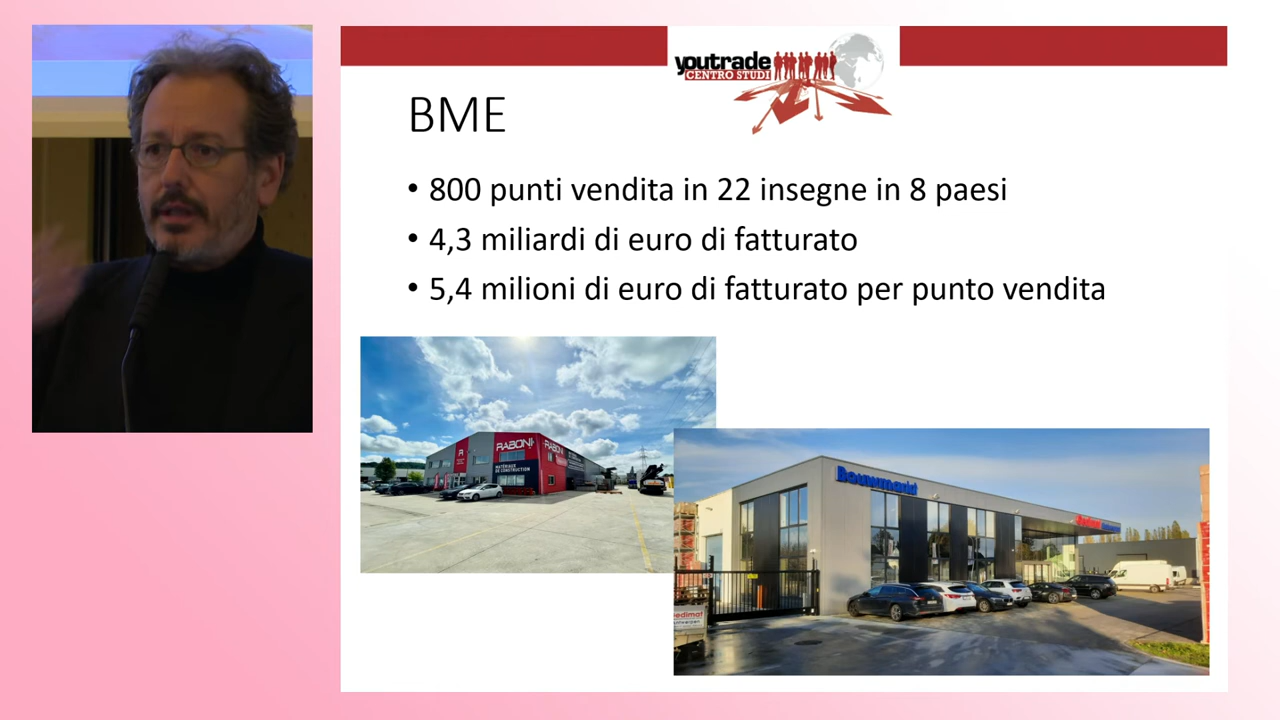 youtrade
CENTRO STUDI
BME
• 800 punti vendita in 22 insegne in 8 paesi
• 4,3 miliardi di euro di fatturato
• 5,4 milioni di euro di fatturato per punto vendita
RABONI
RABONI
R
MATÉRIAUX
DE CONSTRUCTION
Bouwmarkt